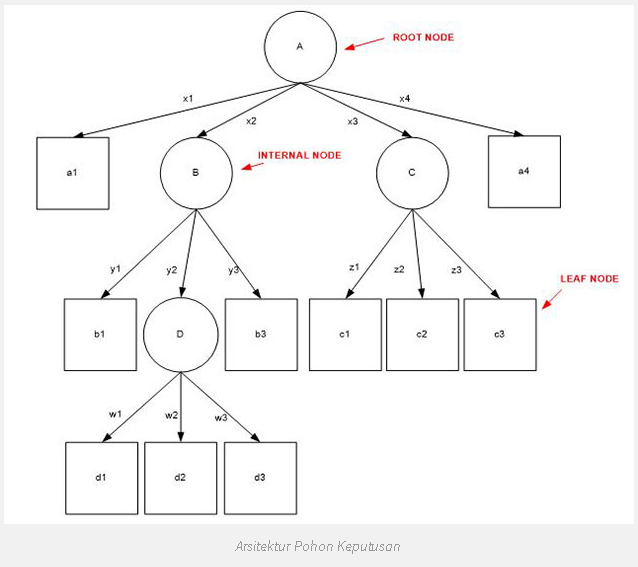 A
ROOT NODE
x1
x2
x3
x4
a1
B
INTERNAL NODE
C
a4
y1
y2
y3
z1
z2
z3
LEAF NODE
b1
D
b3
c1
c2
c3
w1
w2
w3
d1
d2
d3
Arsitektur Pohon Keputusan